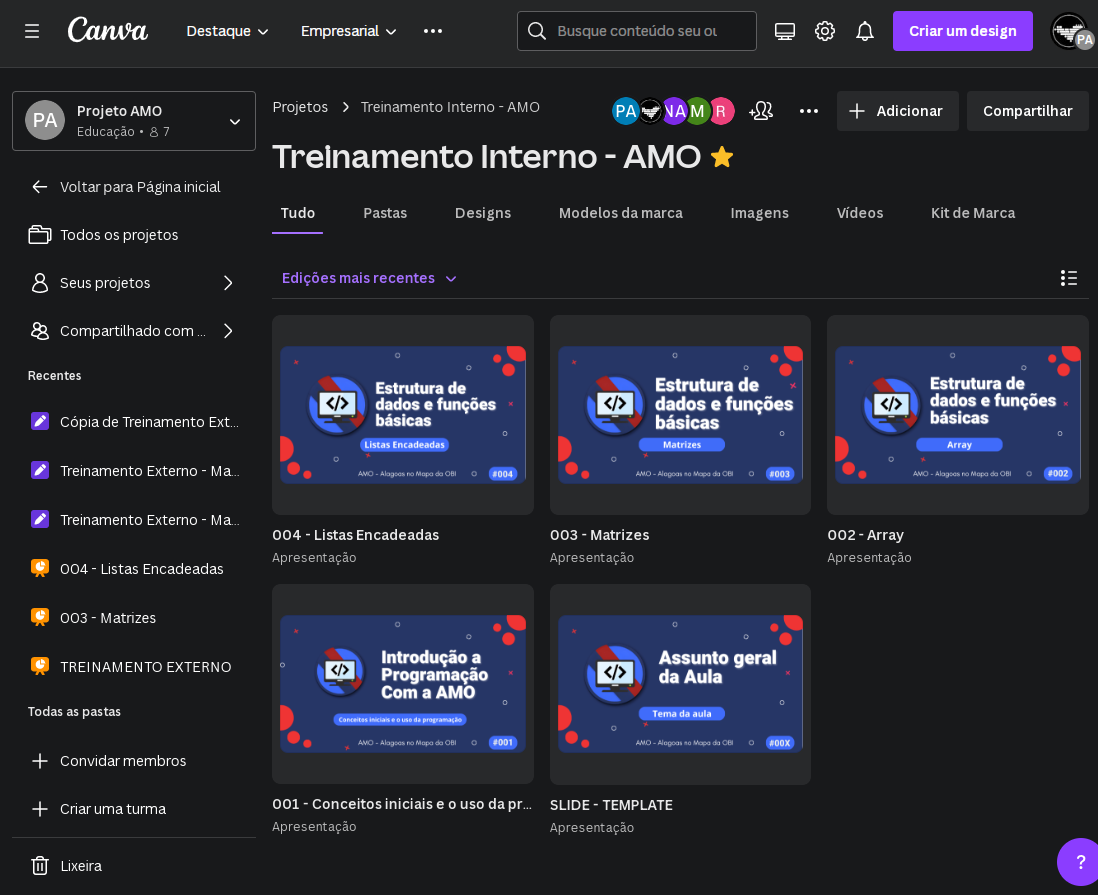 Canva
Destaque
Empresarial
Busque conteúdo seu ou
Criar um design
PA
PA
Projeto AMO
Educação • 7
Voltar para Página inicial
Todos os projetos
Seus projetos
Compartilhado com ...
Recentes
Cópia de Treinamento Ext...
Treinamento Externo - Ma...
Treinamento Externo - Ma...
004 - Listas Encadeadas
003 - Matrizes
TREINAMENTO EXTERNO
Todas as pastas
Convidar membros
Criar uma turma
Lixeira
Projetos
Treinamento Interno - AMO
PA
NA
M
R
Adicionar
Compartilhar
Treinamento Interno - AMO
Tudo
Pastas
Designs
Modelos da marca
Imagens
Vídeos
Kit de Marca
Edições mais recentes
Estrutura de
dados e funções
básicas
Listas Encadeadas
AMO - Alagoas no Mapa da OBI
#004
004 - Listas Encadeadas
Apresentação
Estrutura de
dados e funções
básicas
Matrizes
AMO - Alagoas no Mapa da OBI
#003
003 - Matrizes
Apresentação
Estrutura de
dados e funções
básicas
Array
AMO - Alagoas no Mapa da OBI
#002
002 - Array
Apresentação
Introdução a
Programação
Com a AMO
Conceitos iniciais e o uso da programação
AMO - Alagoas no Mapa da OBI
#001
001 - Conceitos iniciais e o uso da pr...
Apresentação
Assunto geral
da Aula
Tema da aula
AMO - Alagoas no Mapa da OBI
#00X
SLIDE - TEMPLATE
Apresentação
?